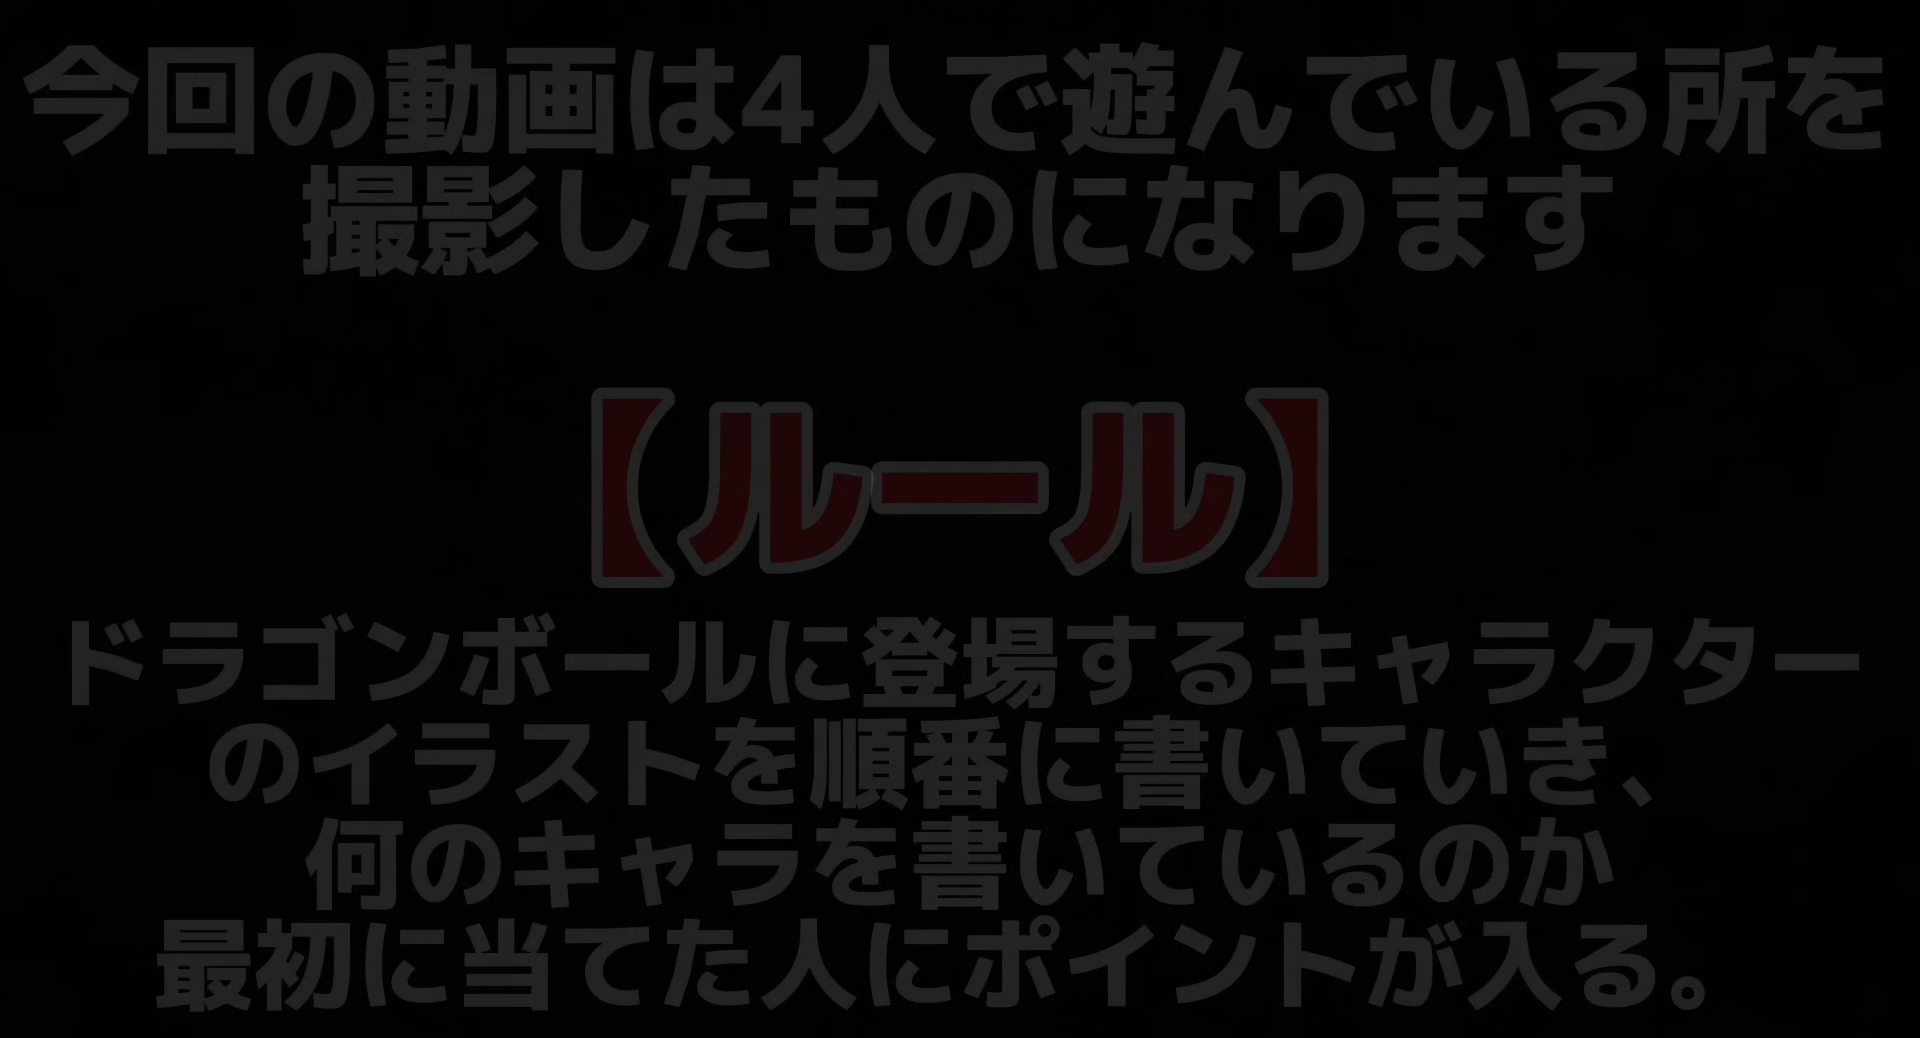 今回の動画は4人で遊んでいる所を
撮影したものになります
【ルール】
ドラゴンボールに登場するキャラクター
のイラストを順番に書いていき、
何のキャラを書いているのか
最初に当てた人にポイントが入る。